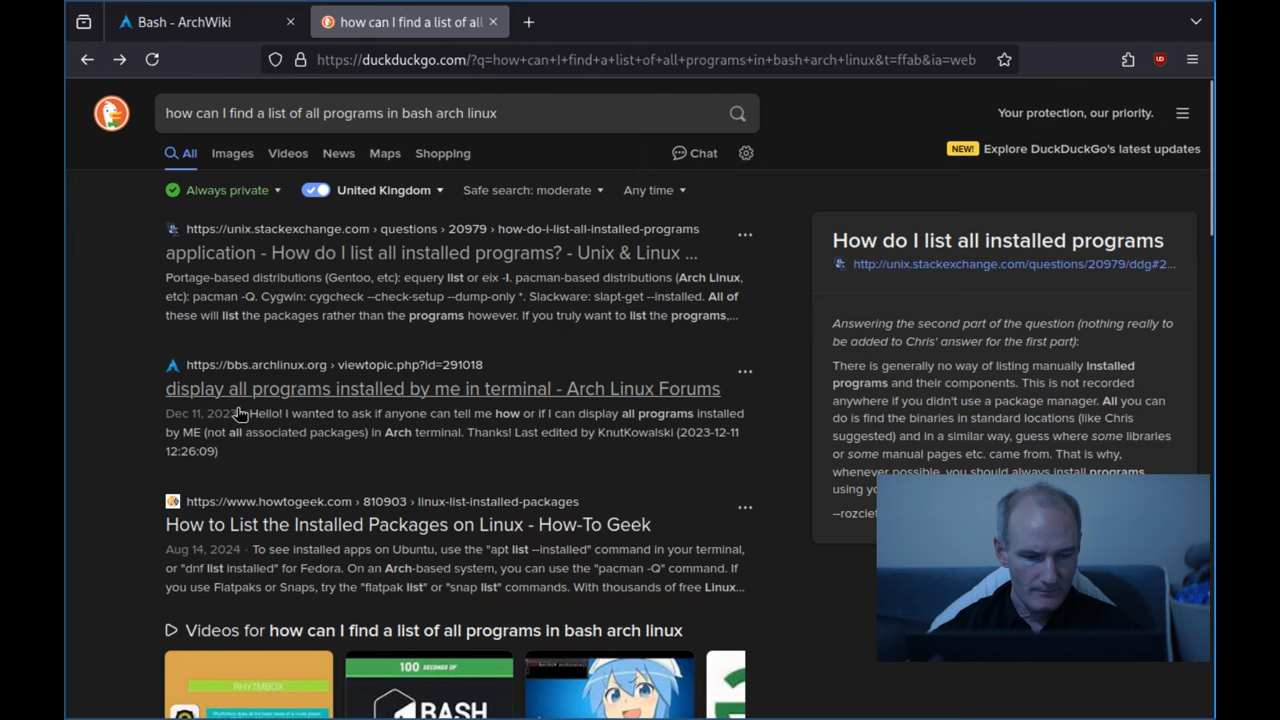 Bash - ArchWiki
how can I find a list of all
https://duckduckgo.com/?q=how+can+I+find+a+list+of+all+programs+in+bash+arch+linux&t=ffab&ia=web
how can I find a list of all programs in bash arch linux
Your protection, our priority.
All Images Videos News Maps Shopping Chat
NEW! Explore DuckDuckGo's latest updates
Always private United Kingdom Safe search: moderate Any time
https://unix.stackexchange.com › questions › 20979 › how-do-i-list-all-installed-programs
application - How do I list all installed programs? - Unix & Linux ...
Portage-based distributions (Gentoo, etc): equery list or eix -I. pacman-based distributions (Arch Linux,
etc): pacman -Q. Cygwin: cygcheck --check-setup --dump-only *. Slackware: slapt-get --installed. All of
these will list the packages rather than the programs however. If you truly want to list the programs,...
How do I list all installed programs
http://unix.stackexchange.com/questions/20979/ddg#2...
Answering the second part of the question (nothing really to
be added to Chris' answer for the first part):
There is generally no way of listing manually installed
programs and their components. This is not recorded
anywhere if you didn't use a package manager. All you can
do is find the binaries in standard locations (like Chris
suggested) and in a similar way, guess where some libraries
or some manual pages etc. came from. That is why,
whenever possible, you should always install programs
using yo
--rozciet
https://bbs.archlinux.org › viewtopic.php?id=291018
display all programs installed by me in terminal - Arch Linux Forums
Dec 11, 202 Hello! I wanted to ask if anyone can tell me how or if I can display all programs installed
by ME (not all associated packages) in Arch terminal. Thanks! Last edited by KnutKowalski (2023-12-11
12:26:09)
https://www.howtogeek.com › 810903 › linux-list-installed-packages
How to List the Installed Packages on Linux - How-To Geek
Aug 14, 2024 · To see installed apps on Ubuntu, use the "apt list --installed" command in your terminal,
or "dnf list installed" for Fedora. On an Arch-based system, you can use the "pacman -Q" command. If
you use Flatpaks or Snaps, try the "flatpak list" or "snap list" commands. With thousands of free Linux...
Videos for how can I find a list of all programs in bash arch linux
RHYTMBOX
100 SECONDS OF
BASH